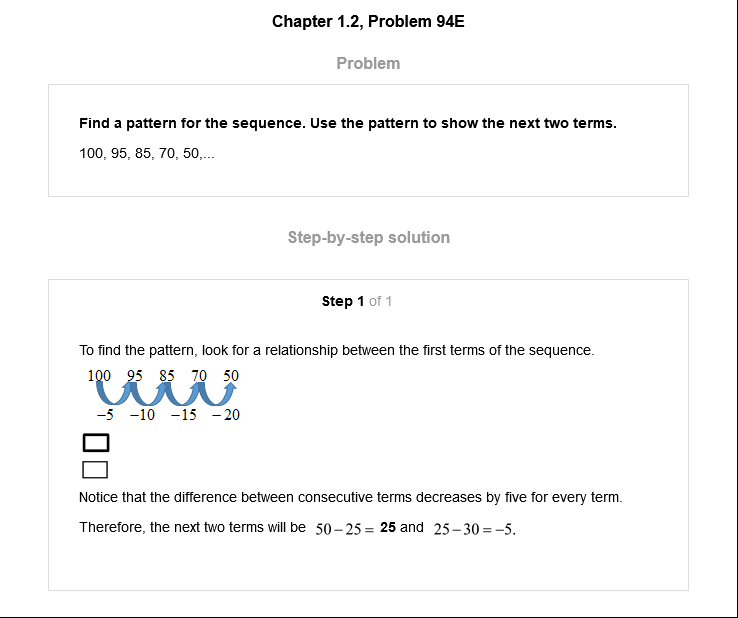 Chapter 1.2, Problem 94E
Problem
Find a pattern for the sequence. Use the pattern to show the next two terms.
100, 95, 85, 70, 50,...
Step-by-step solution
Step 1 of 1
To find the pattern, look for a relationship between the first terms of the sequence.
100 95 85 70 50
−5 −10 −15 −20
Notice that the difference between consecutive terms decreases by five for every term.
Therefore, the next two terms will be 50−25= 25 and 25−30=−5.